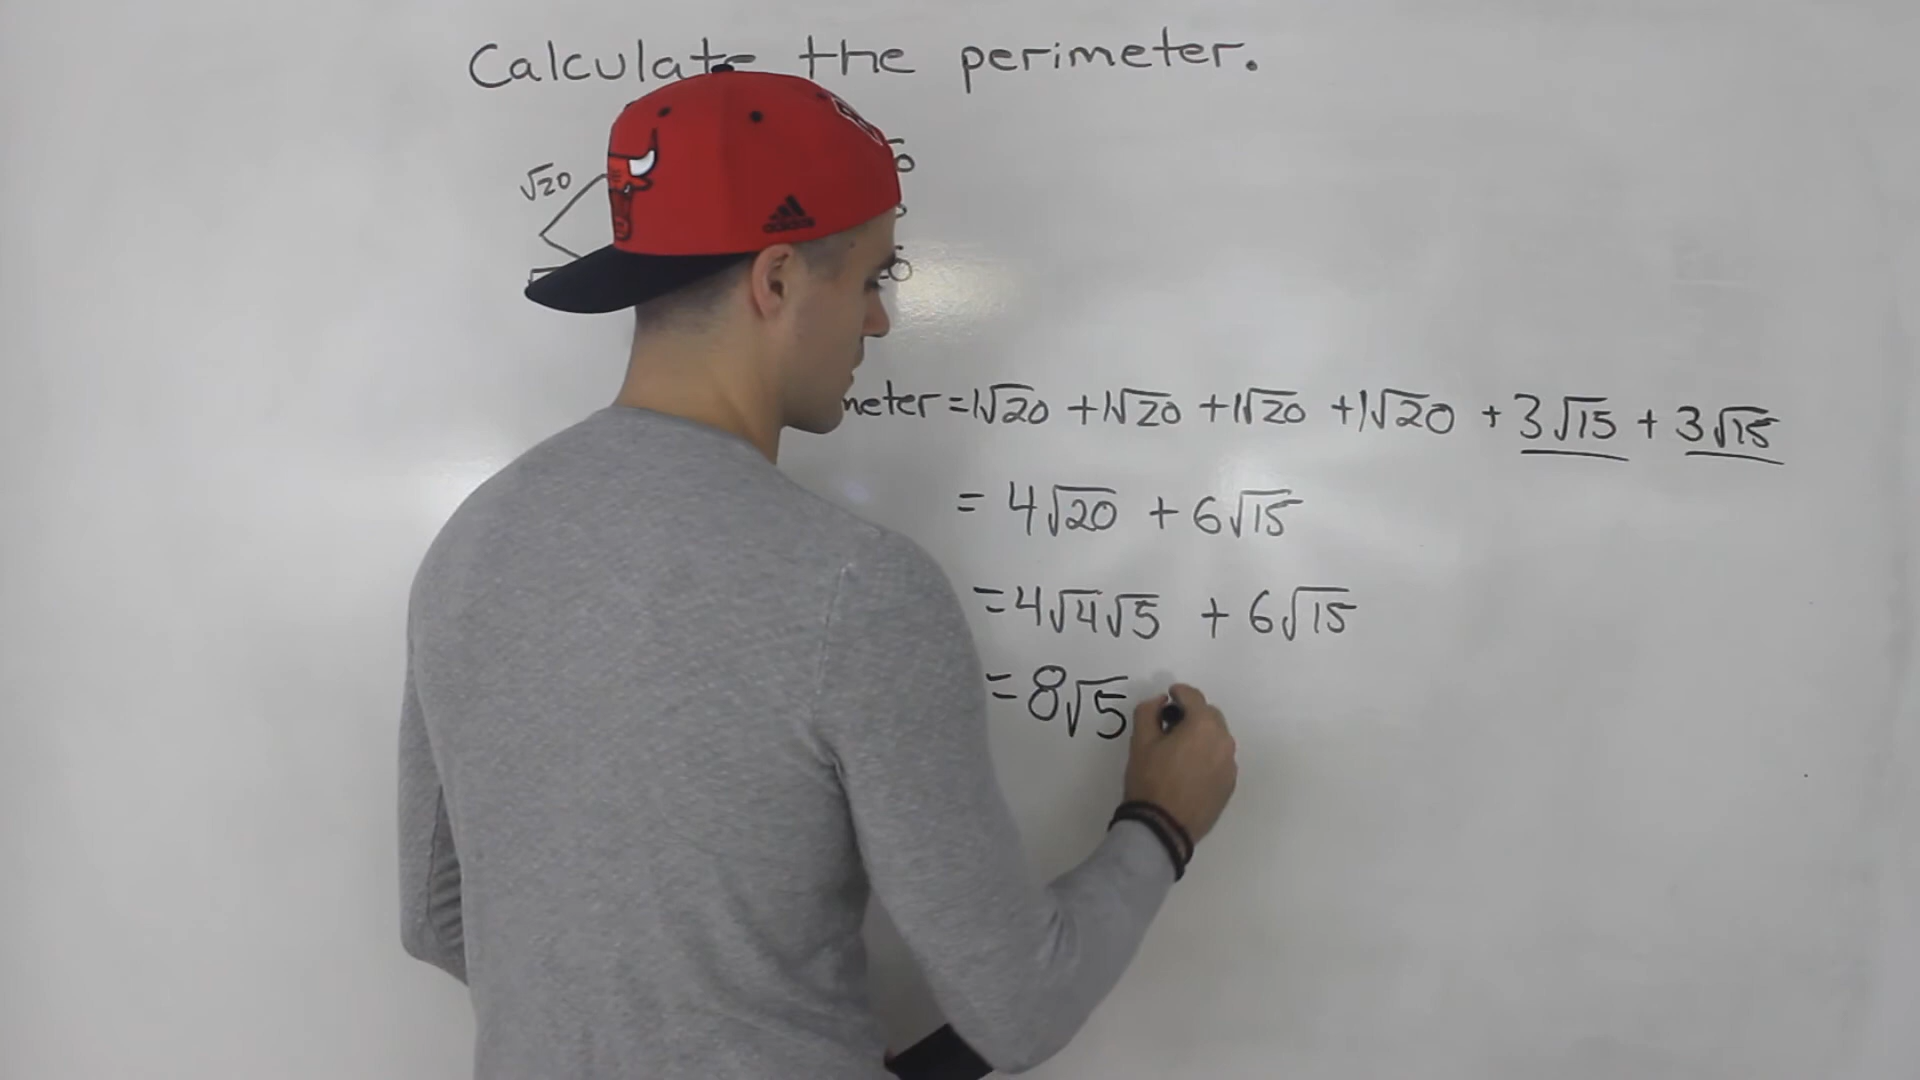 Calculate the perimeter.
√20
adidas
meter = 1√20 + 1√20 + 1√20 + 1√20 + 3√15 + 3√15
= 4√20 + 6√15
= 4√4√5 + 6√15
= 8√5